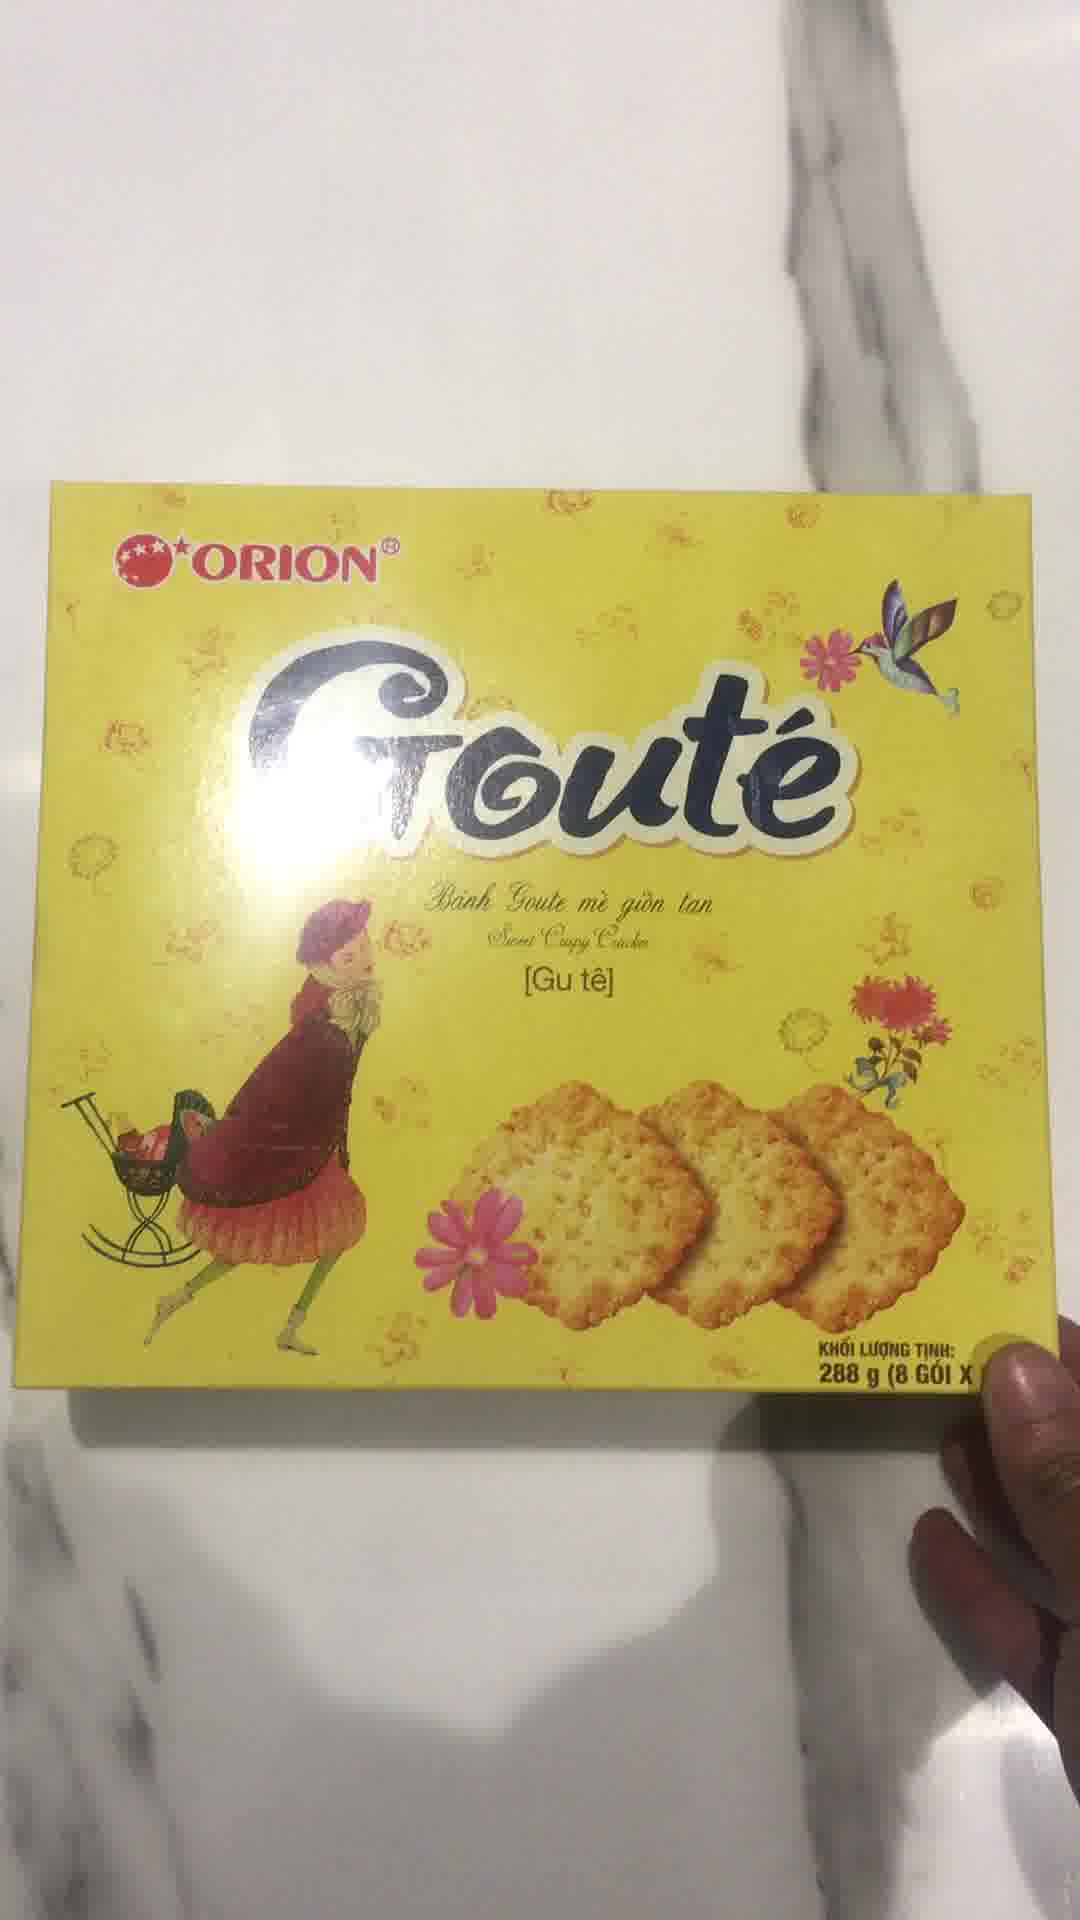 ORION®
Gouté
Bánh Goute mè giòn tan
Sweet Crispy Cracker
[Gu tê]
KHỐI LƯỢNG TỊNH:
288 g (8 GÓI X